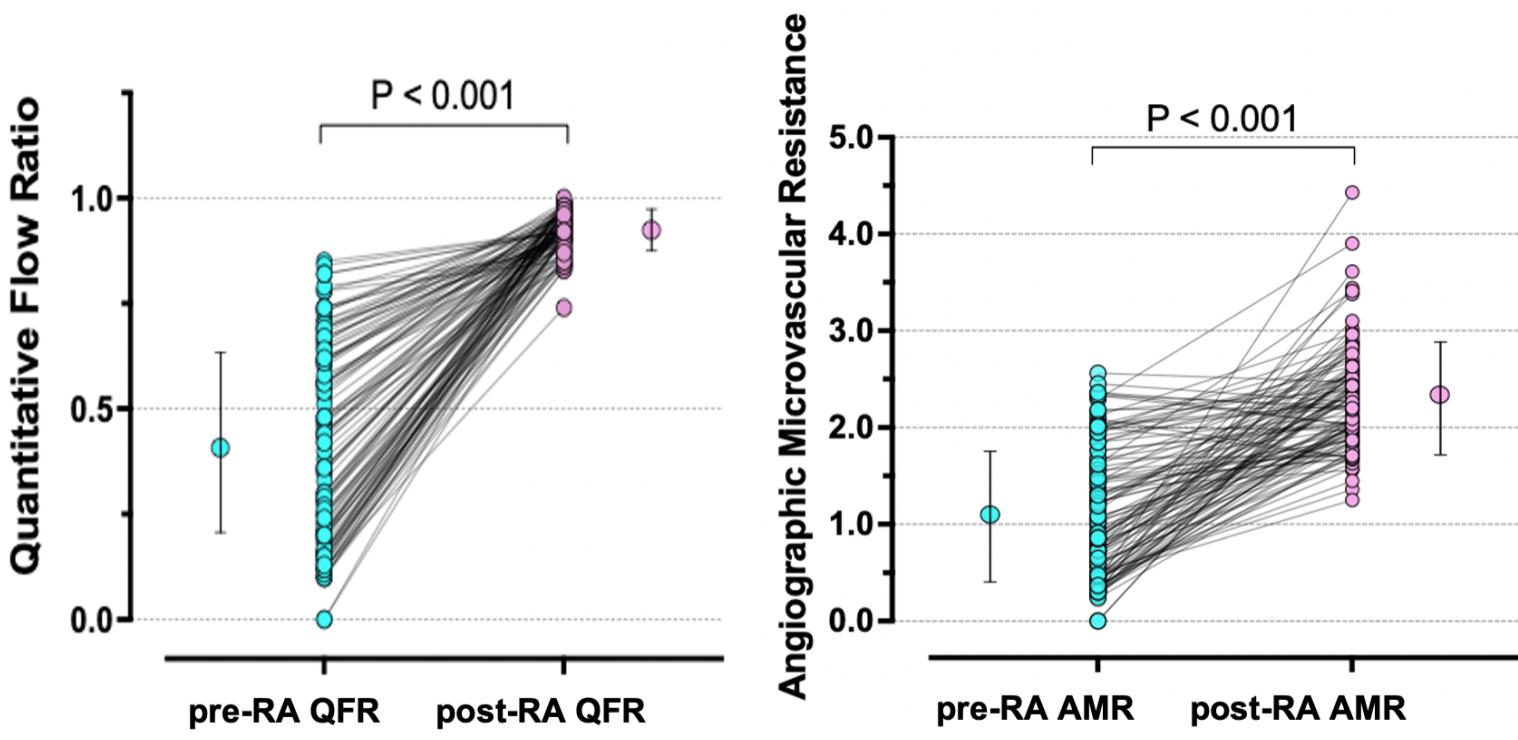 Quantitative Flow Ratio
P < 0.001
1.0
0.5
0.0
pre-RA QFR
post-RA QFR
Angiographic Microvascular Resistance
P < 0.001
5.0
4.0
3.0
2.0
1.0
0.0
pre-RA AMR
post-RA AMR